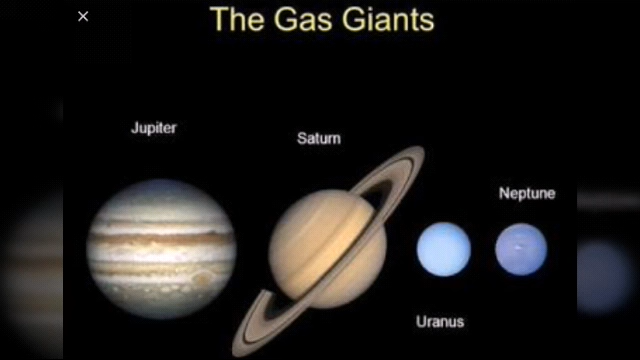 The Gas Giants
Jupiter
Saturn
Neptune
Uranus